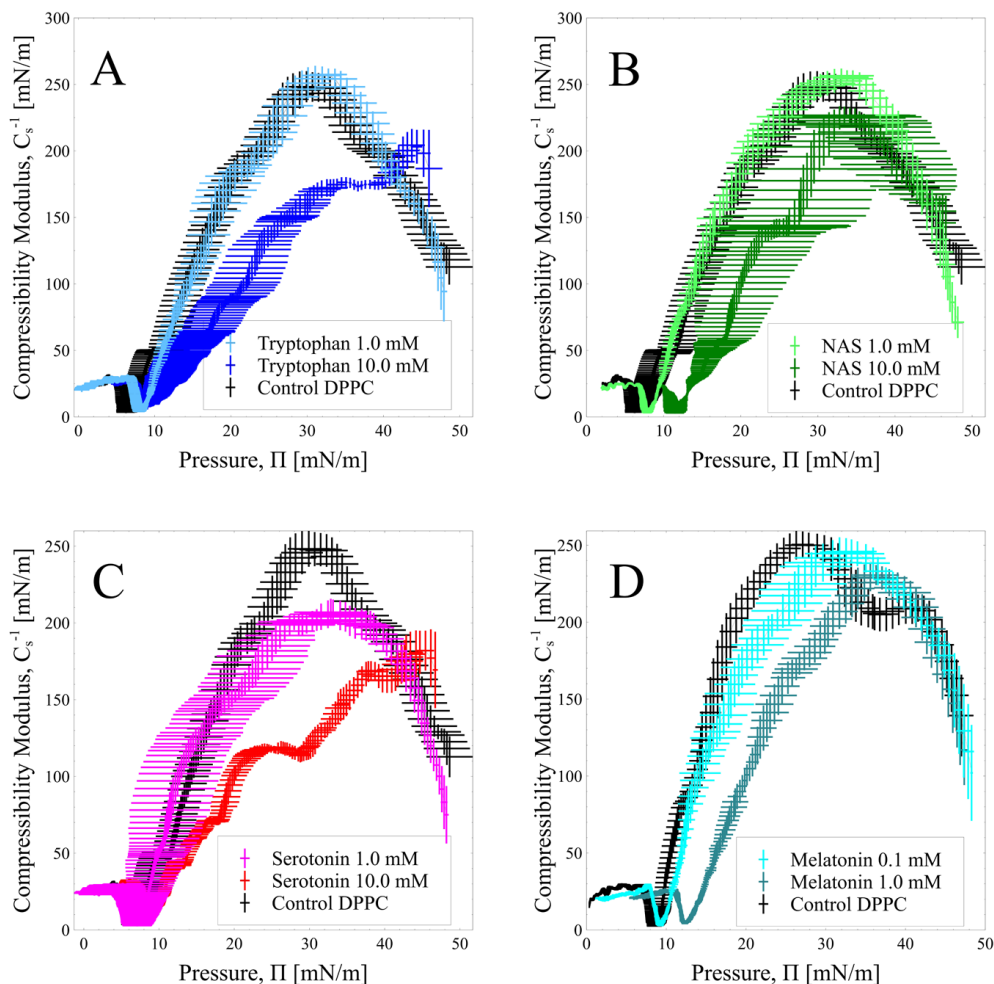 A
300
250
200
150
100
50
0
Compressibility Modulus, Cs⁻¹ [mN/m]
Tryptophan 1.0 mM
Tryptophan 10.0 mM
Control DPPC
0 10 20 30 40 50
Pressure, Π [mN/m]
B
300
250
200
150
100
50
0
Compressibility Modulus, Cs⁻¹ [mN/m]
NAS 1.0 mM
NAS 10.0 mM
Control DPPC
0 10 20 30 40 50
Pressure, Π [mN/m]
C
250
200
150
100
50
0
Compressibility Modulus, Cs⁻¹ [mN/m]
Serotonin 1.0 mM
Serotonin 10.0 mM
Control DPPC
0 10 20 30 40 50
Pressure, Π [mN/m]
D
250
200
150
100
50
0
Compressibility Modulus, Cs⁻¹ [mN/m]
Melatonin 0.1 mM
Melatonin 1.0 mM
Control DPPC
0 10 20 30 40 50
Pressure, Π [mN/m]